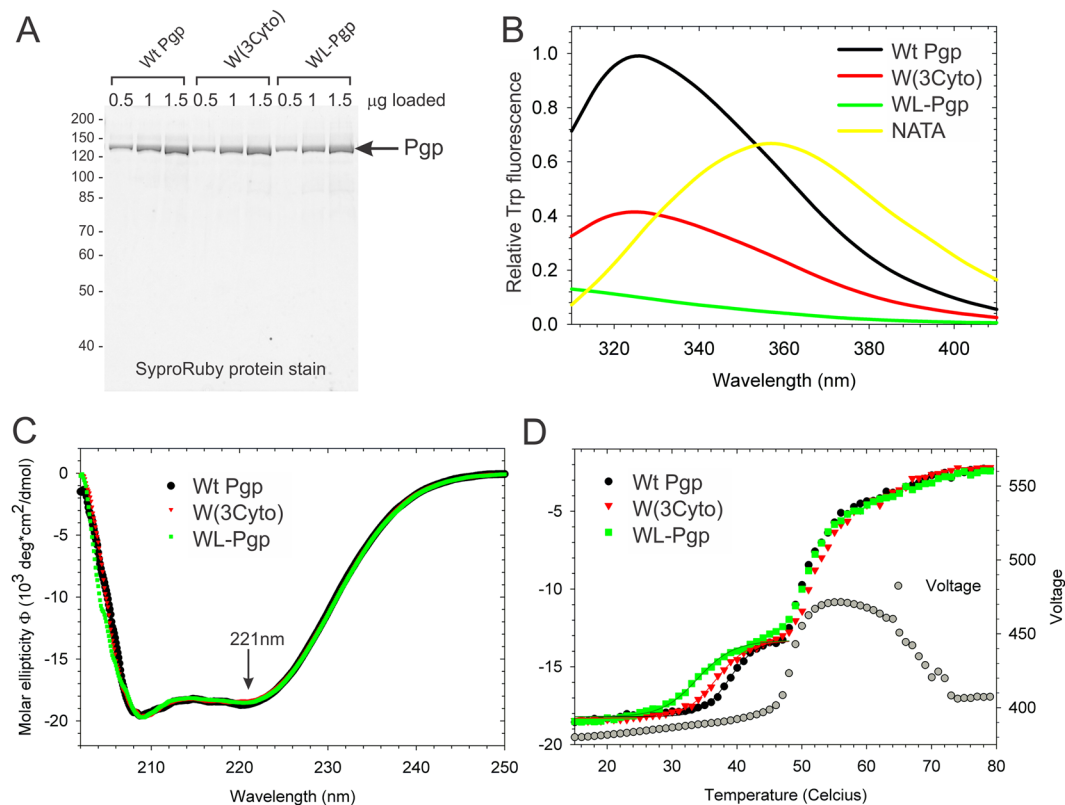 A
Wt Pgp
W(3Cyto)
WL-Pgp
0.5 1 1.5 0.5 1 1.5 0.5 1 1.5 μg loaded
200 -
150 -
120 -
100 -
85 -
70 -
60 -
50 -
40 -
Pgp
SyproRuby protein stain
B
Relative Trp fluorescence
1.0
0.8
0.6
0.4
0.2
0.0
Wt Pgp
W(3Cyto)
WL-Pgp
NATA
320 340 360 380 400
Wavelength (nm)
C
Molar ellipticity Φ (10³ deg*cm²/dmol)
0
-5
-10
-15
-20
Wt Pgp
W(3Cyto)
WL-Pgp
221nm
210 220 230 240 250
Wavelength (nm)
D
-5
-10
-15
-20
Wt Pgp
W(3Cyto)
WL-Pgp
Voltage
550
500
450
400
Voltage
20 30 40 50 60 70 80
Temperature (Celcius)